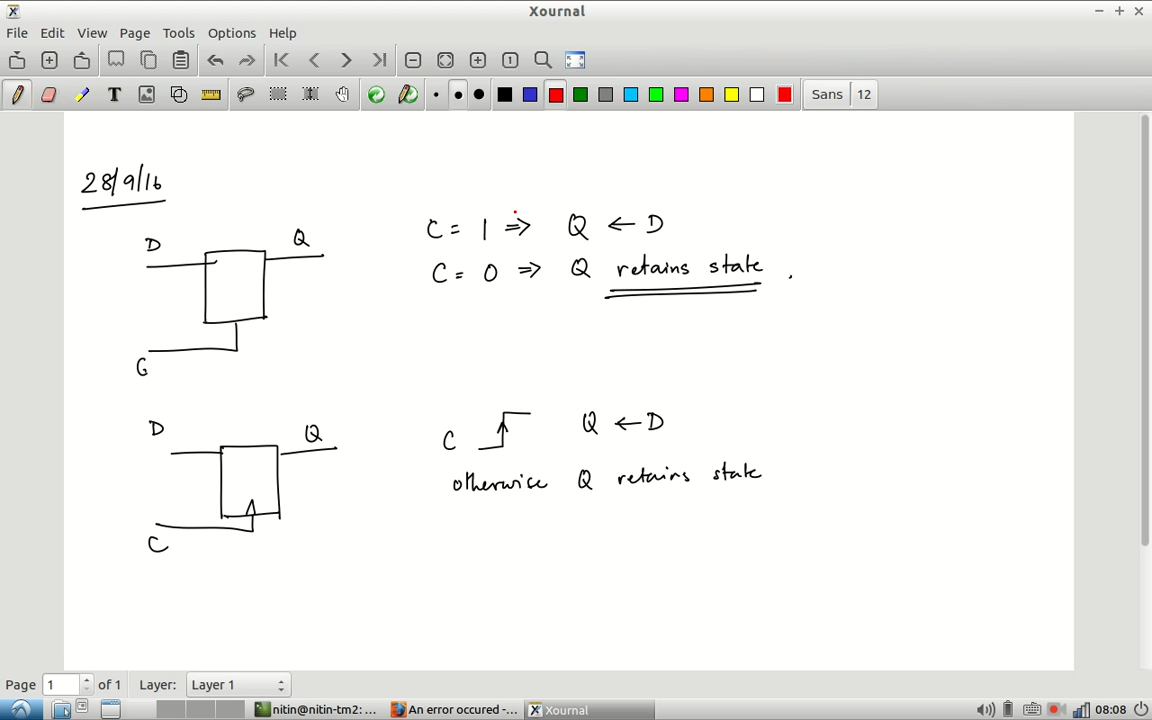 Xournal
File Edit View Page Tools Options Help
Sans 12
28/9/16
D Q
C = 1 => Q ← D
C = 0 => Q retains state .
G
D Q
C Q ← D
otherwise Q retains state
C
Page 1 of 1 Layer: Layer 1
nitin@nitin-tm2: ... An error occured -... Xournal 08:08